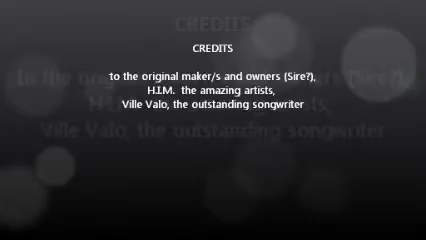 CREDITS
to the original maker/s and owners (Sire?),
H.I.M. the amazing artists,
Ville Valo, the outstanding songwriter